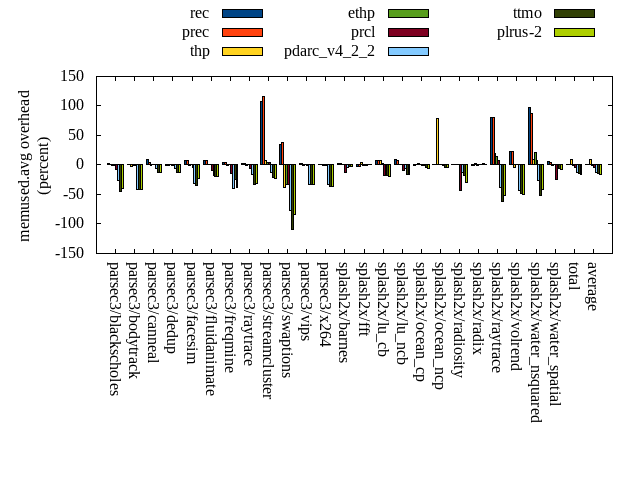 rec ethp ttmo
prec prcl plrus-2
thp pdarc_v4_2_2
memused.avg overhead
(percent)
150
100
50
0
-50
-100
-150
parsec3/blackscholes
parsec3/bodytrack
parsec3/canneal
parsec3/dedup
parsec3/facesim
parsec3/fluidanimate
parsec3/freqmine
parsec3/raytrace
parsec3/streamcluster
parsec3/swaptions
parsec3/vips
parsec3/x264
splash2x/barnes
splash2x/fft
splash2x/lu_cb
splash2x/lu_ncb
splash2x/ocean_cp
splash2x/ocean_ncp
splash2x/radiosity
splash2x/radix
splash2x/raytrace
splash2x/volrend
splash2x/water_nsquared
splash2x/water_spatial
total
average